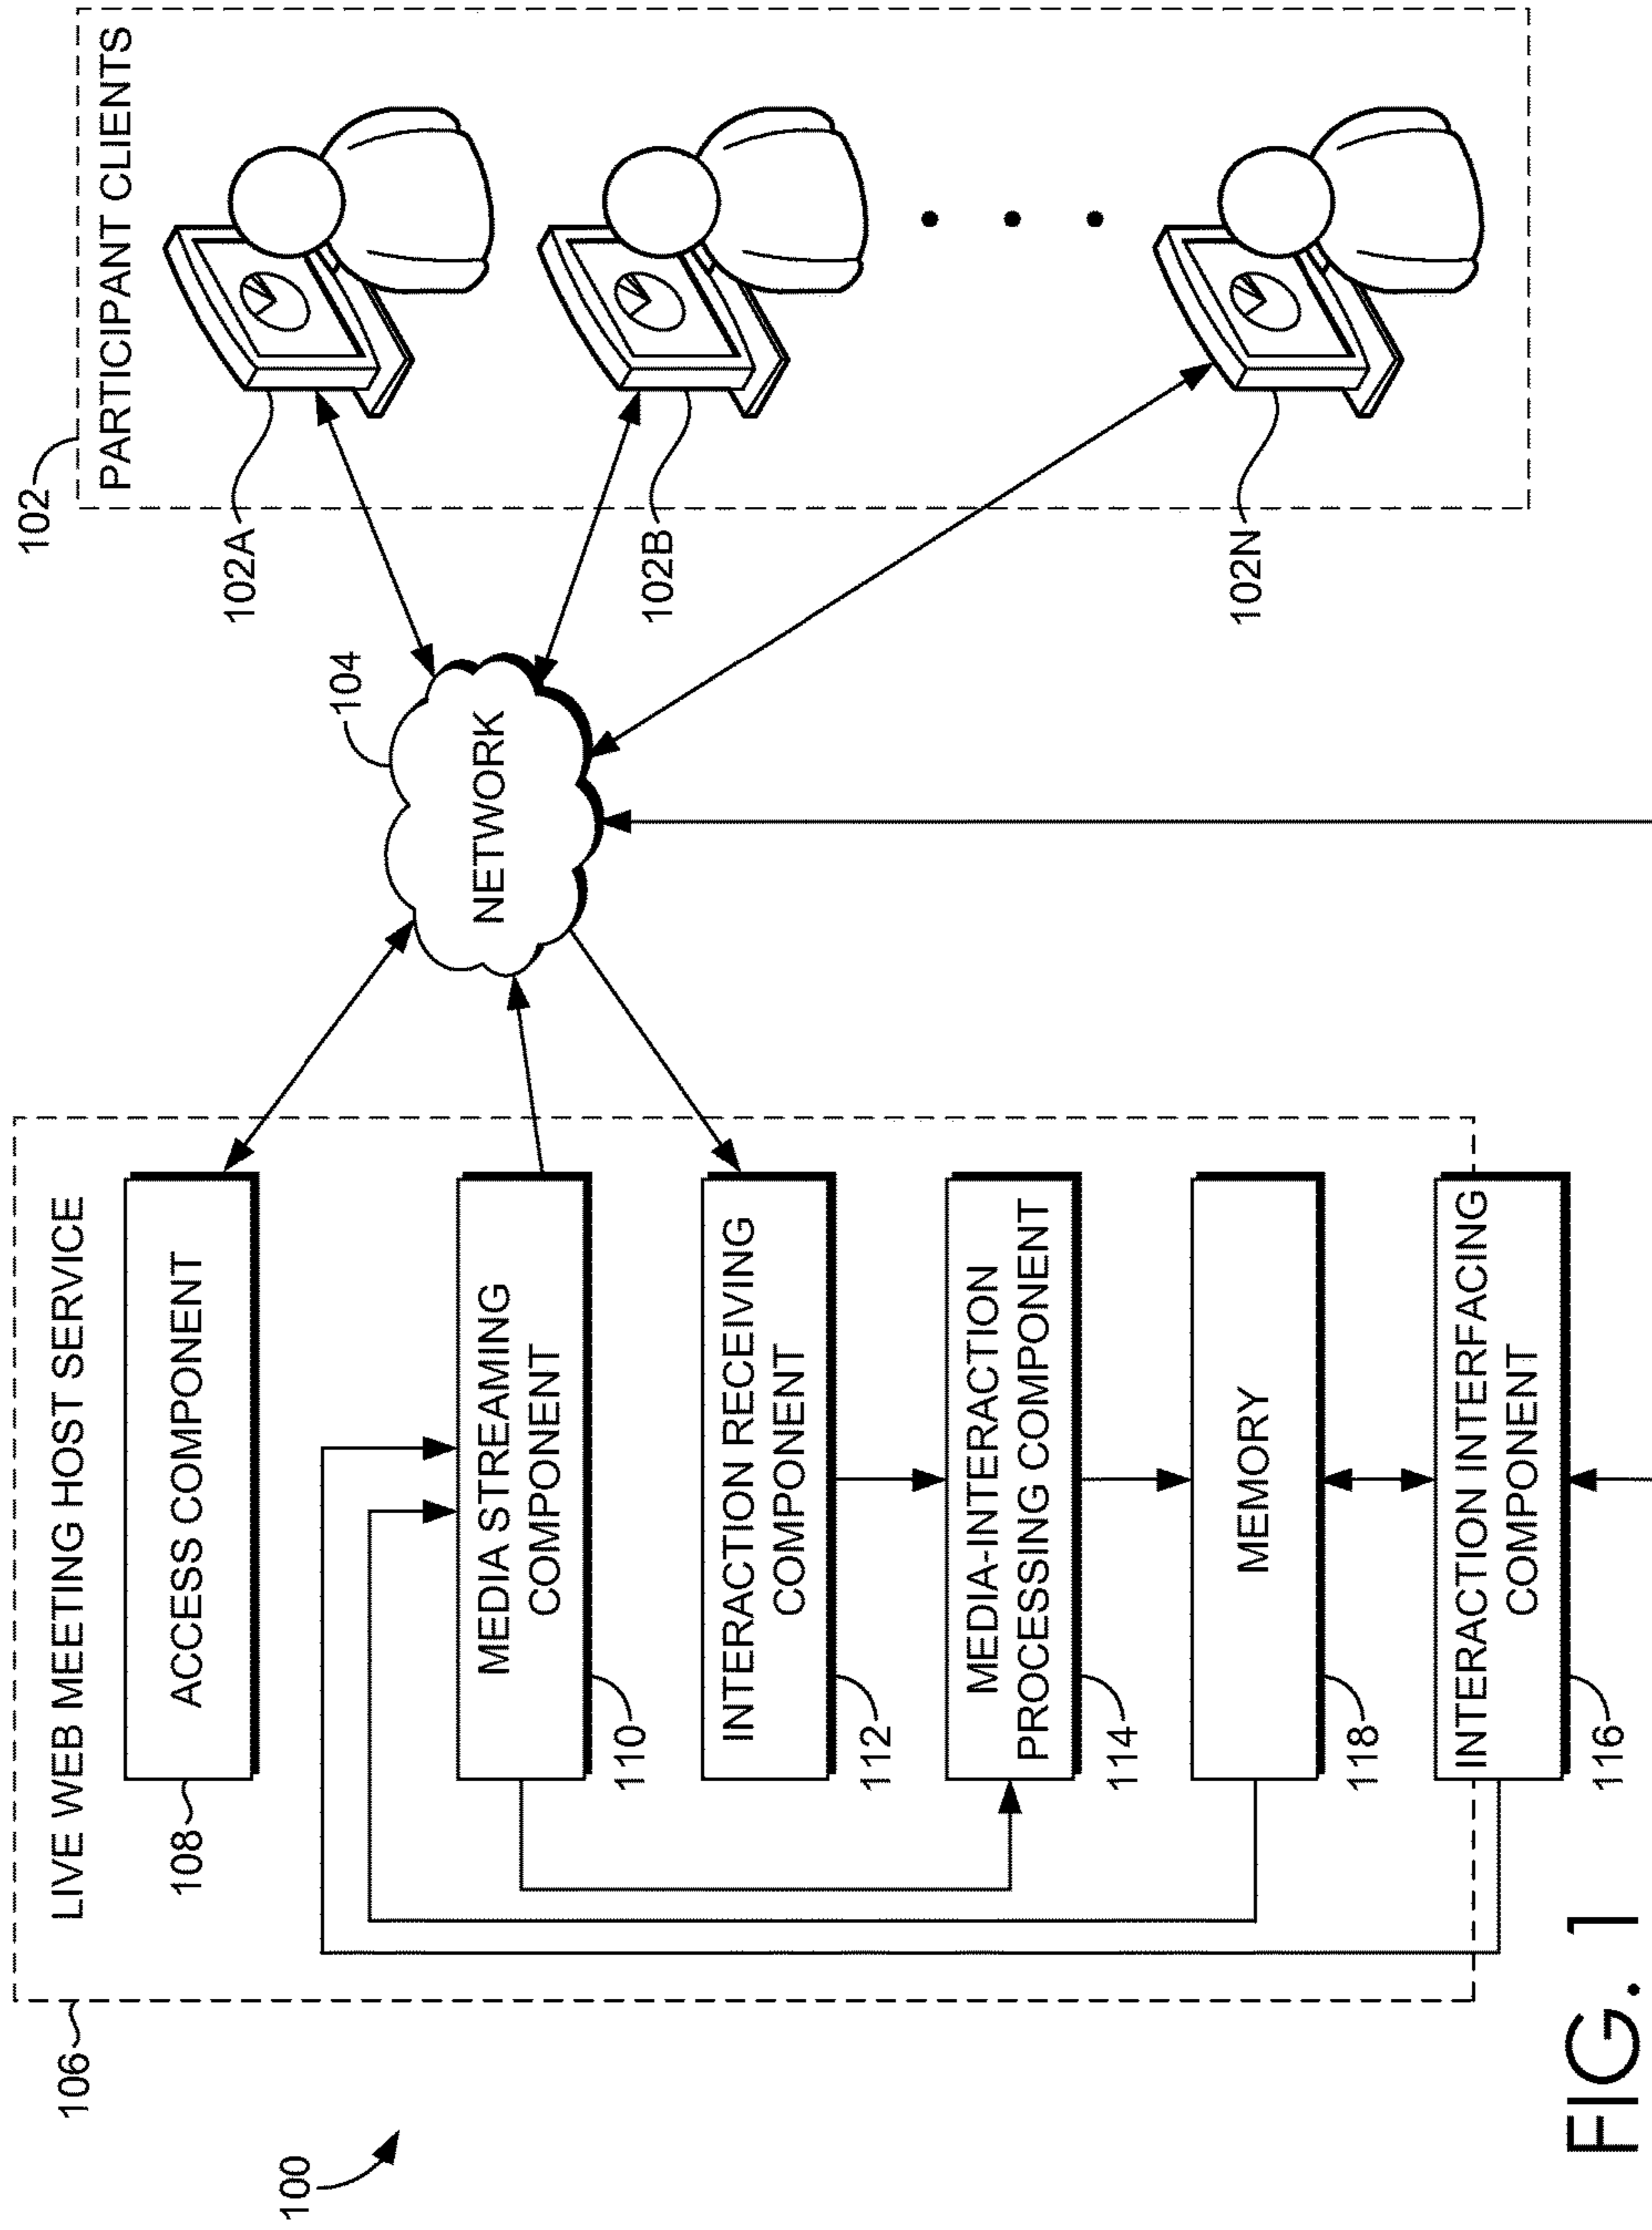 100
106
LIVE WEB MEETING HOST SERVICE
108
ACCESS COMPONENT
MEDIA STREAMING
COMPONENT
110
INTERACTION RECEIVING
COMPONENT
112
MEDIA-INTERACTION
PROCESSING COMPONENT
114
MEMORY
118
INTERACTION INTERFACING
COMPONENT
116
104
NETWORK
102
PARTICIPANT CLIENTS
102A
102B
102N
FIG. 1